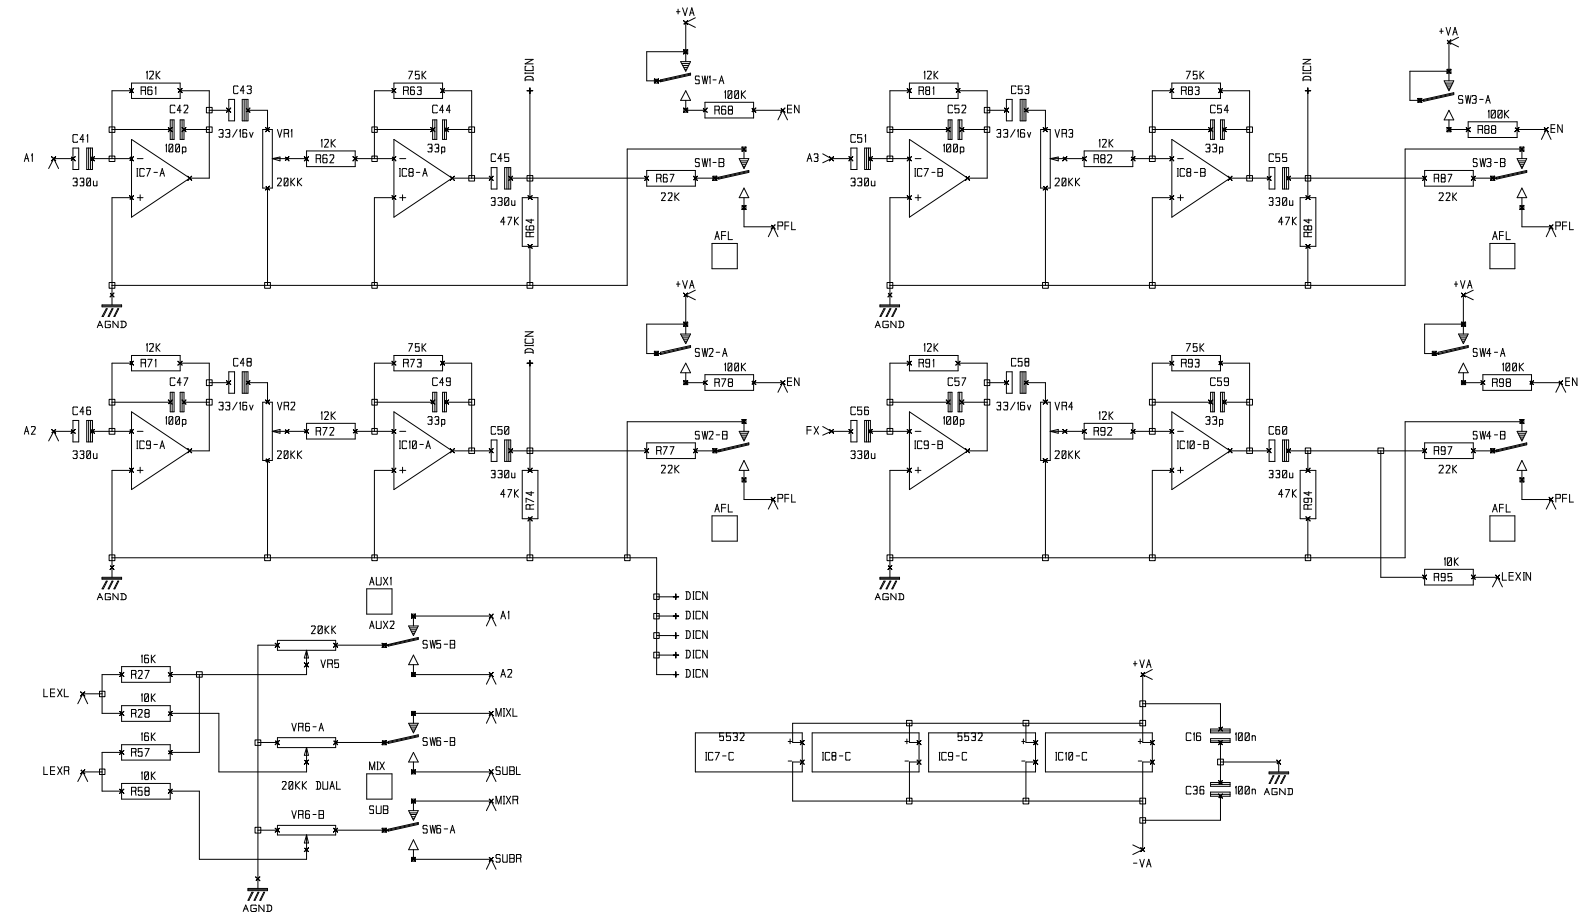 +VA
12K
R61
C42
100p
C43
33/16v
C41
330u
A1
IC7-A
VR1
20KK
12K
R62
75K
R63
C44
33p
IC8-A
C45
330u
DICN
47K
R64
SW1-A
100K
R68
EN
SW1-B
R67
22K
PFL
AFL
AGND
12K
R81
C52
100p
C53
33/16v
C51
330u
A3
IC7-B
VR3
20KK
12K
R82
75K
R83
C54
33p
IC8-B
C55
330u
DICN
47K
R84
+VA
SW3-A
100K
R88
EN
SW3-B
R87
22K
PFL
AFL
AGND
+VA
12K
R71
C47
100p
C48
33/16v
C46
330u
A2
IC9-A
VR2
20KK
12K
R72
75K
R73
C49
33p
IC10-A
C50
330u
DICN
47K
R74
SW2-A
100K
R78
EN
SW2-B
R77
22K
PFL
AFL
AGND
12K
R91
C57
100p
C58
33/16v
C56
330u
FX
IC9-B
VR4
20KK
12K
R92
75K
R93
C59
33p
IC10-B
C60
330u
47K
R94
+VA
SW4-A
100K
R98
EN
SW4-B
R97
22K
PFL
AFL
10K
R95
LEXIN
AGND
DICN
DICN
DICN
DICN
DICN
AUX1
AUX2
20KK
VR5
SW5-B
A1
A2
16K
R27
LEXL
10K
R28
16K
R57
LEXR
10K
R58
VR6-A
20KK DUAL
MIXL
SW6-B
SUBL
MIX
SUB
VR6-B
MIXR
SW6-A
SUBR
AGND
+VA
5532
IC7-C
+
-
IC8-C
+
-
5532
IC9-C
+
-
IC10-C
+
-
C16
100n
C36
100n
AGND
-VA